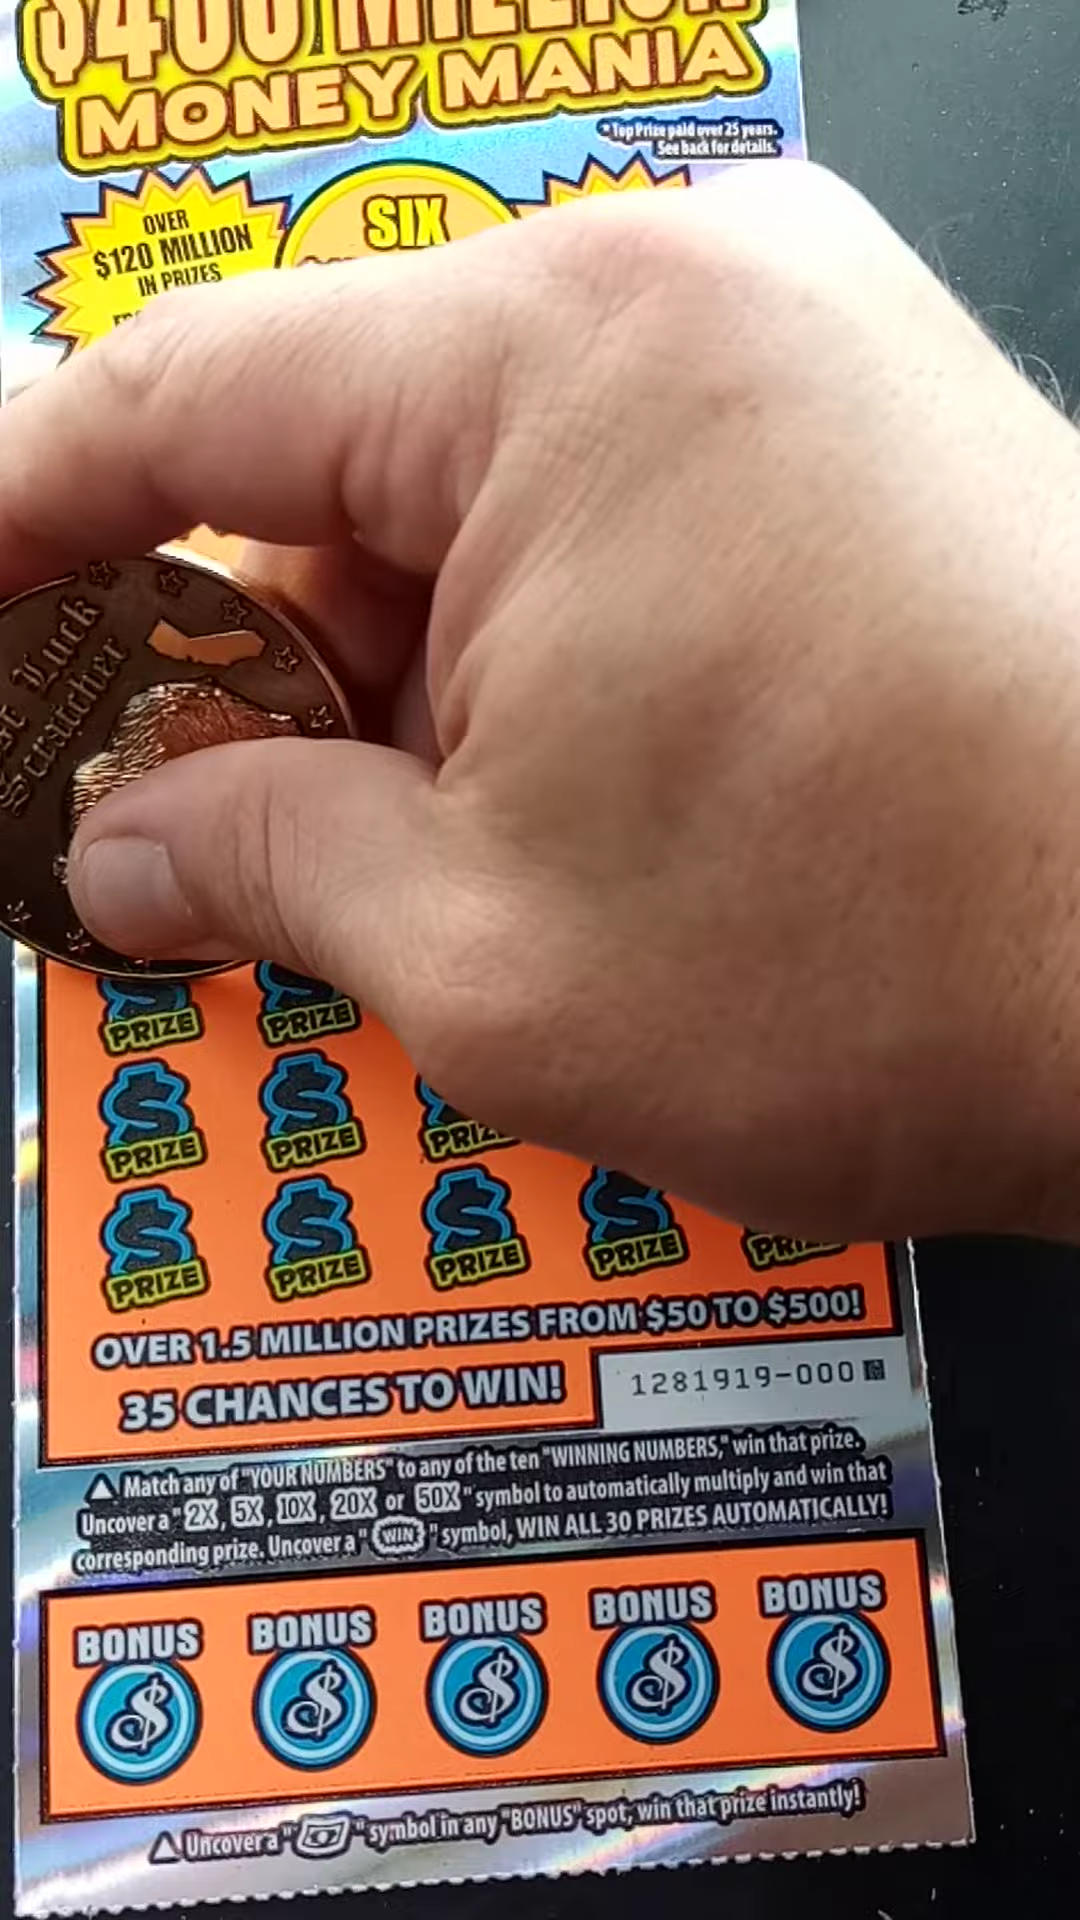 $400 MILLION
MONEY MANIA
*Top Prize paid over 25 years.
See back for details.
OVER
$120 MILLION
IN PRIZES
SIX
Luck
Scratcher
PRIZE PRIZE
PRIZE PRIZE PRIZE
PRIZE PRIZE PRIZE PRIZE PRIZE
OVER 1.5 MILLION PRIZES FROM $50 TO $500!
35 CHANCES TO WIN!
1281919-000
▲ Match any of "YOUR NUMBERS" to any of the ten "WINNING NUMBERS," win that prize.
Uncover a "2X, 5X, 10X, 20X or 50X" symbol to automatically multiply and win that
corresponding prize. Uncover a "WIN" symbol, WIN ALL 30 PRIZES AUTOMATICALLY!
BONUS BONUS BONUS BONUS BONUS
$ $ $ $ $
▲ Uncover a " " symbol in any "BONUS" spot, win that prize instantly!